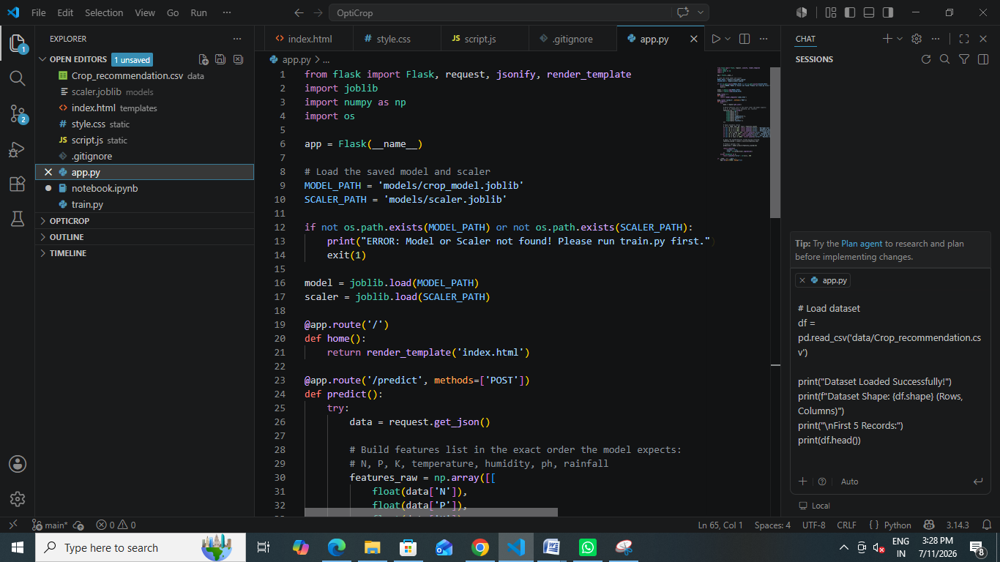 File Edit Selection View Go Run ···
OptiCrop
EXPLORER
OPEN EDITORS 1 unsaved
Crop_recommendation.csv data
scaler.joblib models
index.html templates
style.css static
script.js static
.gitignore
app.py
notebook.ipynb
train.py
OPTICROP
OUTLINE
TIMELINE
1
2
index.html
style.css
script.js
.gitignore
app.py
app.py > ...
1 from flask import Flask, request, jsonify, render_template
2 import joblib
3 import numpy as np
4 import os
5
6 app = Flask(__name__)
7
8 # Load the saved model and scaler
9 MODEL_PATH = 'models/crop_model.joblib'
10 SCALER_PATH = 'models/scaler.joblib'
11
12 if not os.path.exists(MODEL_PATH) or not os.path.exists(SCALER_PATH):
13 print("ERROR: Model or Scaler not found! Please run train.py first.")
14 exit(1)
15
16 model = joblib.load(MODEL_PATH)
17 scaler = joblib.load(SCALER_PATH)
18
19 @app.route('/')
20 def home():
21 return render_template('index.html')
22
23 @app.route('/predict', methods=['POST'])
24 def predict():
25 try:
26 data = request.get_json()
27
28 # Build features list in the exact order the model expects:
29 # N, P, K, temperature, humidity, ph, rainfall
30 features_raw = np.array([[
31 float(data['N']),
32 float(data['P']),
CHAT
SESSIONS
Tip: Try the Plan agent to research and plan
before implementing changes.
app.py
# Load dataset
df =
pd.read_csv('data/Crop_recommendation.cs
v')
print("Dataset Loaded Successfully!")
print(f"Dataset Shape: {df.shape} (Rows,
Columns)")
print("\nFirst 5 Records:")
print(df.head())
Auto
Local
main* 0 0
Ln 65, Col 1 Spaces: 4 UTF-8 CRLF { } Python 3.14.3
Type here to search
ENG
IN
3:28 PM
7/11/2026
8